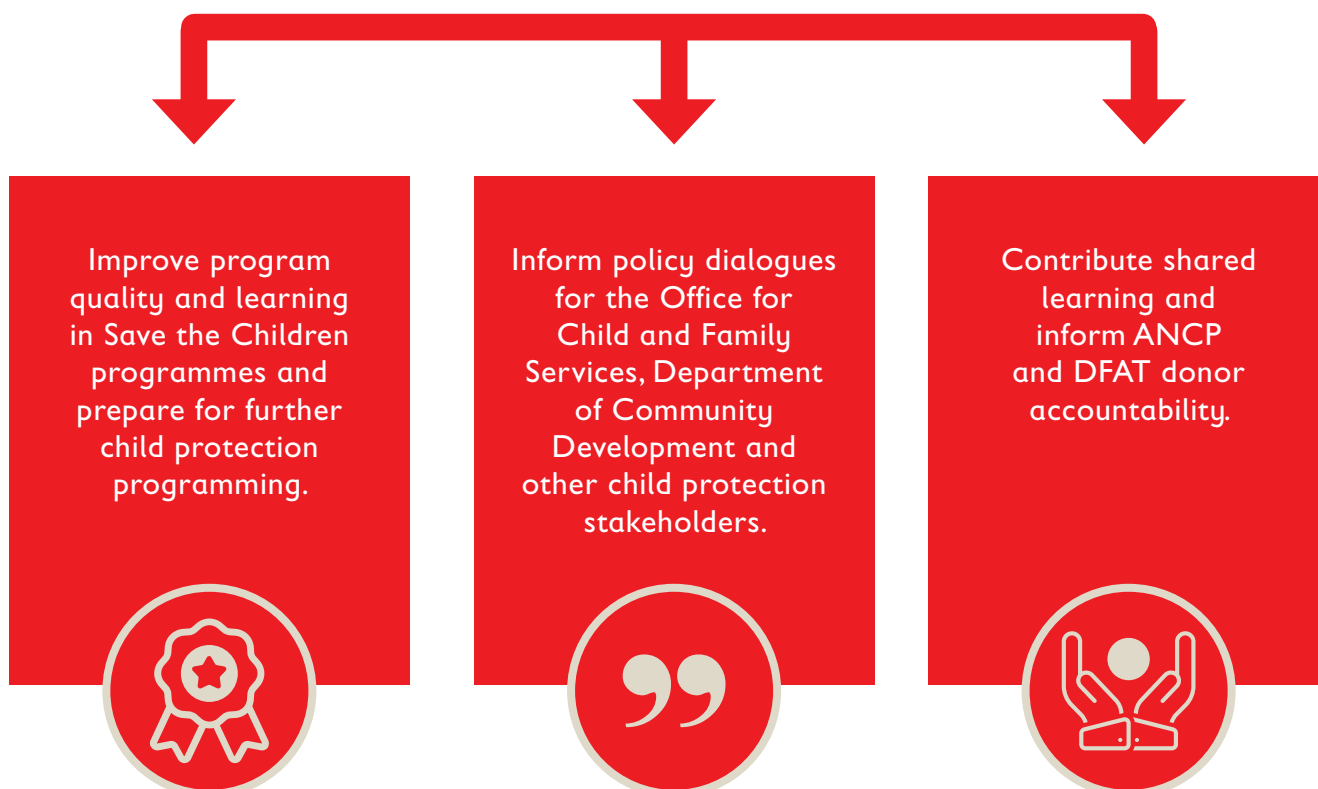 Improve program
quality and learning
in Save the Children
programmes and
prepare for further
child protection
programming.
Inform policy dialogues
for the Office for
Child and Family
Services, Department
of Community
Development and
other child protection
stakeholders.
Contribute shared
learning and
inform ANCP
and DFAT donor
accountability.